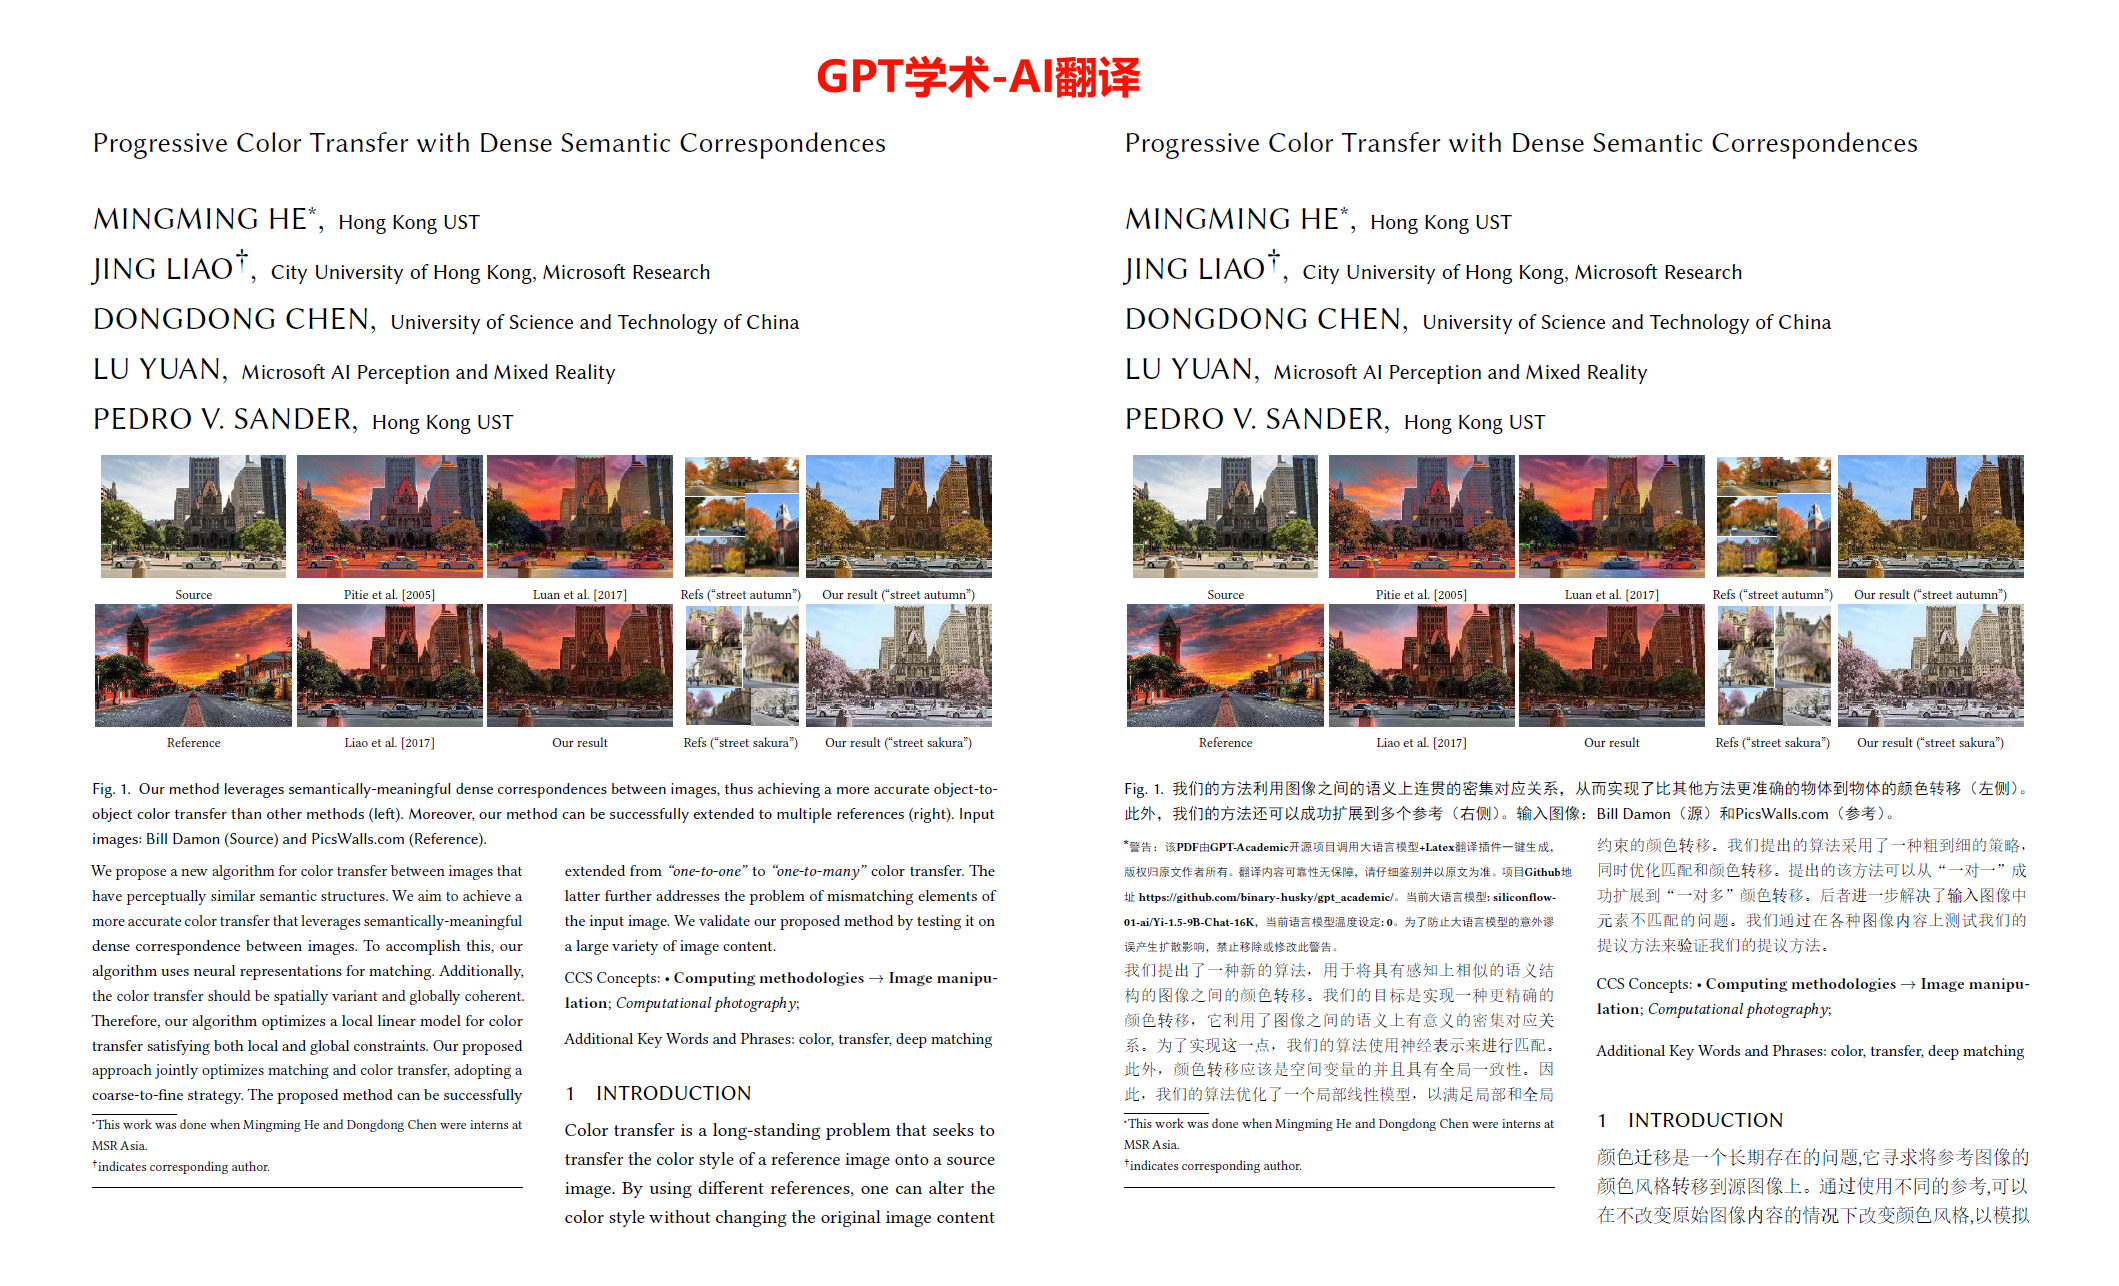 GPT学术-AI翻译
Progressive Color Transfer with Dense Semantic Correspondences
MINGMING HE*, Hong Kong UST
JING LIAO†, City University of Hong Kong, Microsoft Research
DONGDONG CHEN, University of Science and Technology of China
LU YUAN, Microsoft AI Perception and Mixed Reality
PEDRO V. SANDER, Hong Kong UST
Source Pitie et al. [2005] Luan et al. [2017] Refs (“street autumn”) Our result (“street autumn”)
Reference Liao et al. [2017] Our result Refs (“street sakura”) Our result (“street sakura”)
Fig. 1. Our method leverages semantically-meaningful dense correspondences between images, thus achieving a more accurate object-to-
object color transfer than other methods (left). Moreover, our method can be successfully extended to multiple references (right). Input
images: Bill Damon (Source) and PicsWalls.com (Reference).
We propose a new algorithm for color transfer between images that
have perceptually similar semantic structures. We aim to achieve a
more accurate color transfer that leverages semantically-meaningful
dense correspondence between images. To accomplish this, our
algorithm uses neural representations for matching. Additionally,
the color transfer should be spatially variant and globally coherent.
Therefore, our algorithm optimizes a local linear model for color
transfer satisfying both local and global constraints. Our proposed
approach jointly optimizes matching and color transfer, adopting a
coarse-to-fine strategy. The proposed method can be successfully
*This work was done when Mingming He and Dongdong Chen were interns at
MSR Asia.
†indicates corresponding author.
extended from “one-to-one” to “one-to-many” color transfer. The
latter further addresses the problem of mismatching elements of
the input image. We validate our proposed method by testing it on
a large variety of image content.
CCS Concepts: • Computing methodologies → Image manipu-
lation; Computational photography;
Additional Key Words and Phrases: color, transfer, deep matching
1 INTRODUCTION
Color transfer is a long-standing problem that seeks to
transfer the color style of a reference image onto a source
image. By using different references, one can alter the
color style without changing the original image content
Progressive Color Transfer with Dense Semantic Correspondences
MINGMING HE*, Hong Kong UST
JING LIAO†, City University of Hong Kong, Microsoft Research
DONGDONG CHEN, University of Science and Technology of China
LU YUAN, Microsoft AI Perception and Mixed Reality
PEDRO V. SANDER, Hong Kong UST
Source Pitie et al. [2005] Luan et al. [2017] Refs (“street autumn”) Our result (“street autumn”)
Reference Liao et al. [2017] Our result Refs (“street sakura”) Our result (“street sakura”)
Fig. 1. 我们的方法利用图像之间的语义上连贯的密集对应关系，从而实现了比其他方法更准确的物体到物体的颜色转移（左侧）。
此外，我们的方法还可以成功扩展到多个参考（右侧）。输入图像：Bill Damon（源）和PicsWalls.com（参考）。
*警告：该PDF由GPT-Academic开源项目调用大语言模型+Latex翻译插件一键生成，
版权归原文作者所有。翻译内容可靠性无保障，请仔细鉴别并以原文为准。项目Github地
址 https://github.com/binary-husky/gpt_academic/。当前大语言模型: siliconflow-
01-ai/Yi-1.5-9B-Chat-16K，当前语言模型温度设定: 0。为了防止大语言模型的意外谬
误产生扩散影响，禁止移除或修改此警告。
我们提出了一种新的算法，用于将具有感知上相似的语义结
构的图像之间的颜色转移。我们的目标是实现一种更精确的
颜色转移，它利用了图像之间的语义上有意义的密集对应关
系。为了实现这一点，我们的算法使用神经表示来进行匹配。
此外，颜色转移应该是空间变量的并且具有全局一致性。因
此，我们的算法优化了一个局部线性模型，以满足局部和全局
*This work was done when Mingming He and Dongdong Chen were interns at
MSR Asia.
†indicates corresponding author.
约束的颜色转移。我们提出的算法采用了一种粗到细的策略，
同时优化匹配和颜色转移。提出的该方法可以从“一对一”成
功扩展到“一对多”颜色转移。后者进一步解决了输入图像中
元素不匹配的问题。我们通过在各种图像内容上测试我们的
提议方法来验证我们的提议方法。
CCS Concepts: • Computing methodologies → Image manipu-
lation; Computational photography;
Additional Key Words and Phrases: color, transfer, deep matching
1 INTRODUCTION
颜色迁移是一个长期存在的问题,它寻求将参考图像的
颜色风格转移到源图像上。通过使用不同的参考,可以
在不改变原始图像内容的情况下改变颜色风格,以模拟